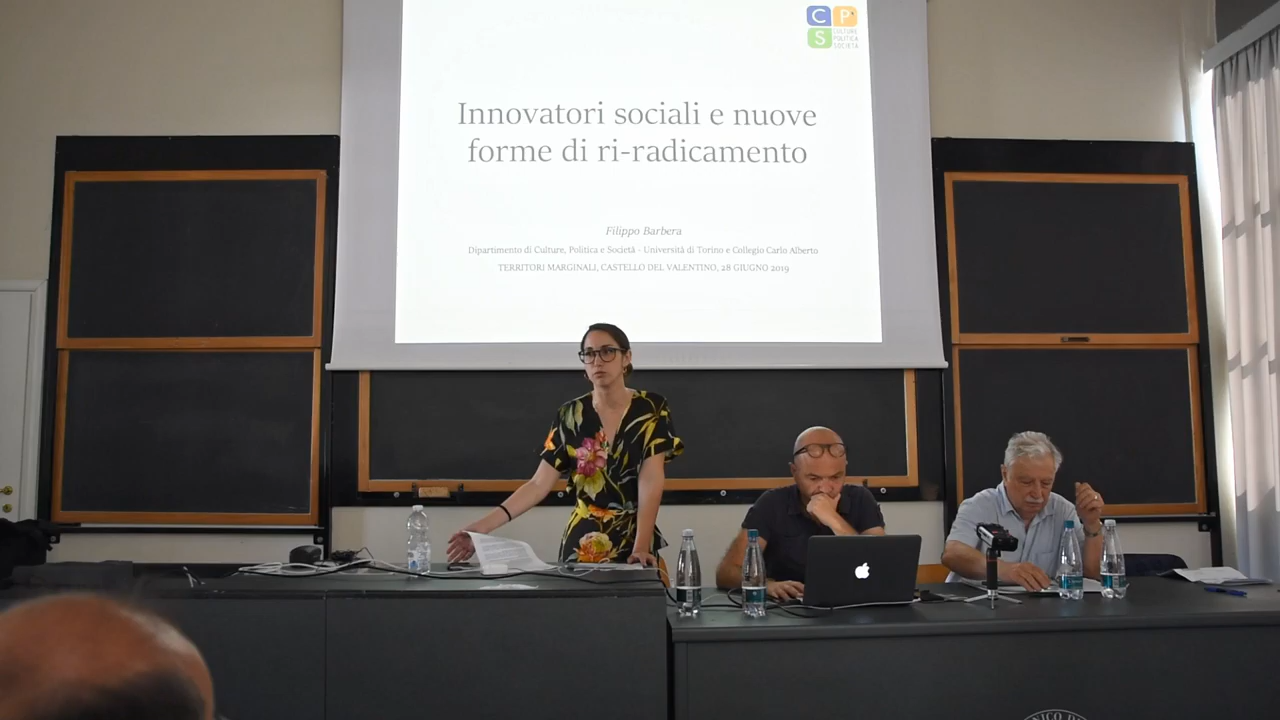 C P
S CULTURE
POLITICA
SOCIETÀ
Innovatori sociali e nuove
forme di ri-radicamento
Filippo Barbera
Dipartimento di Culture, Politica e Società - Università di Torino e Collegio Carlo Alberto
TERRITORI MARGINALI, CASTELLO DEL VALENTINO, 28 GIUGNO 2019